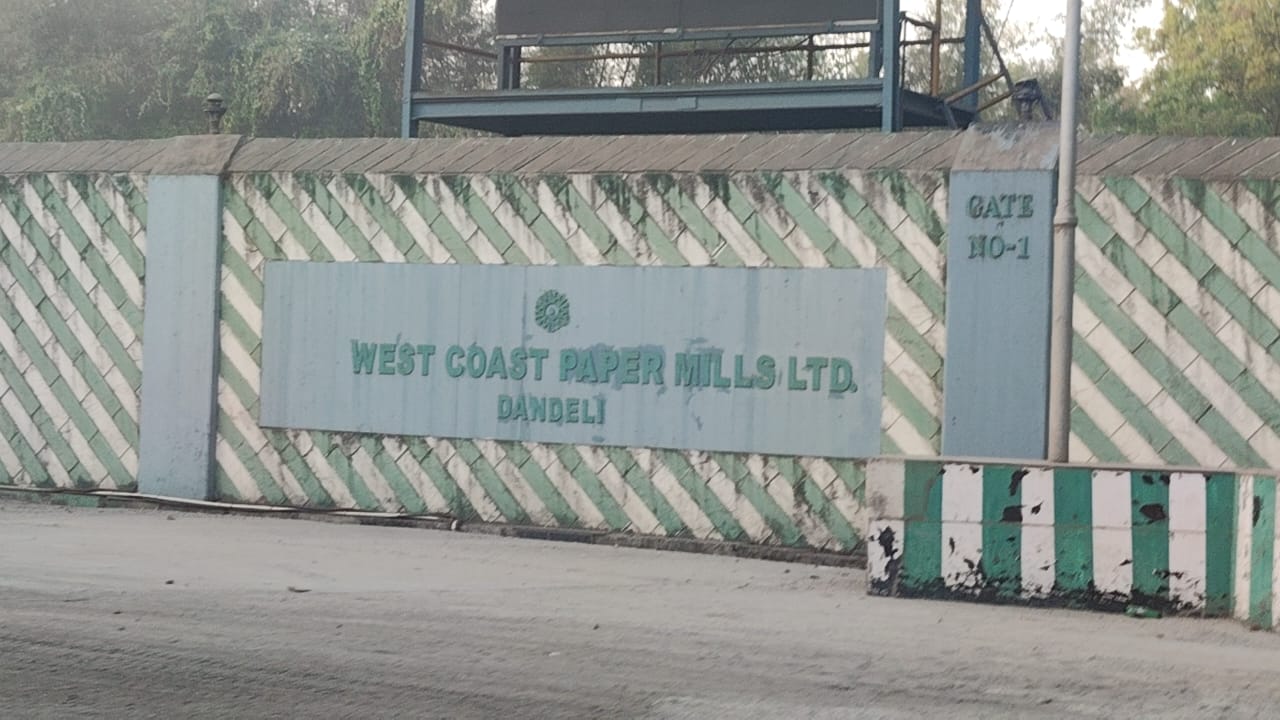 GATE
NO-1
WEST COAST PAPER MILLS LTD.
DANDELI